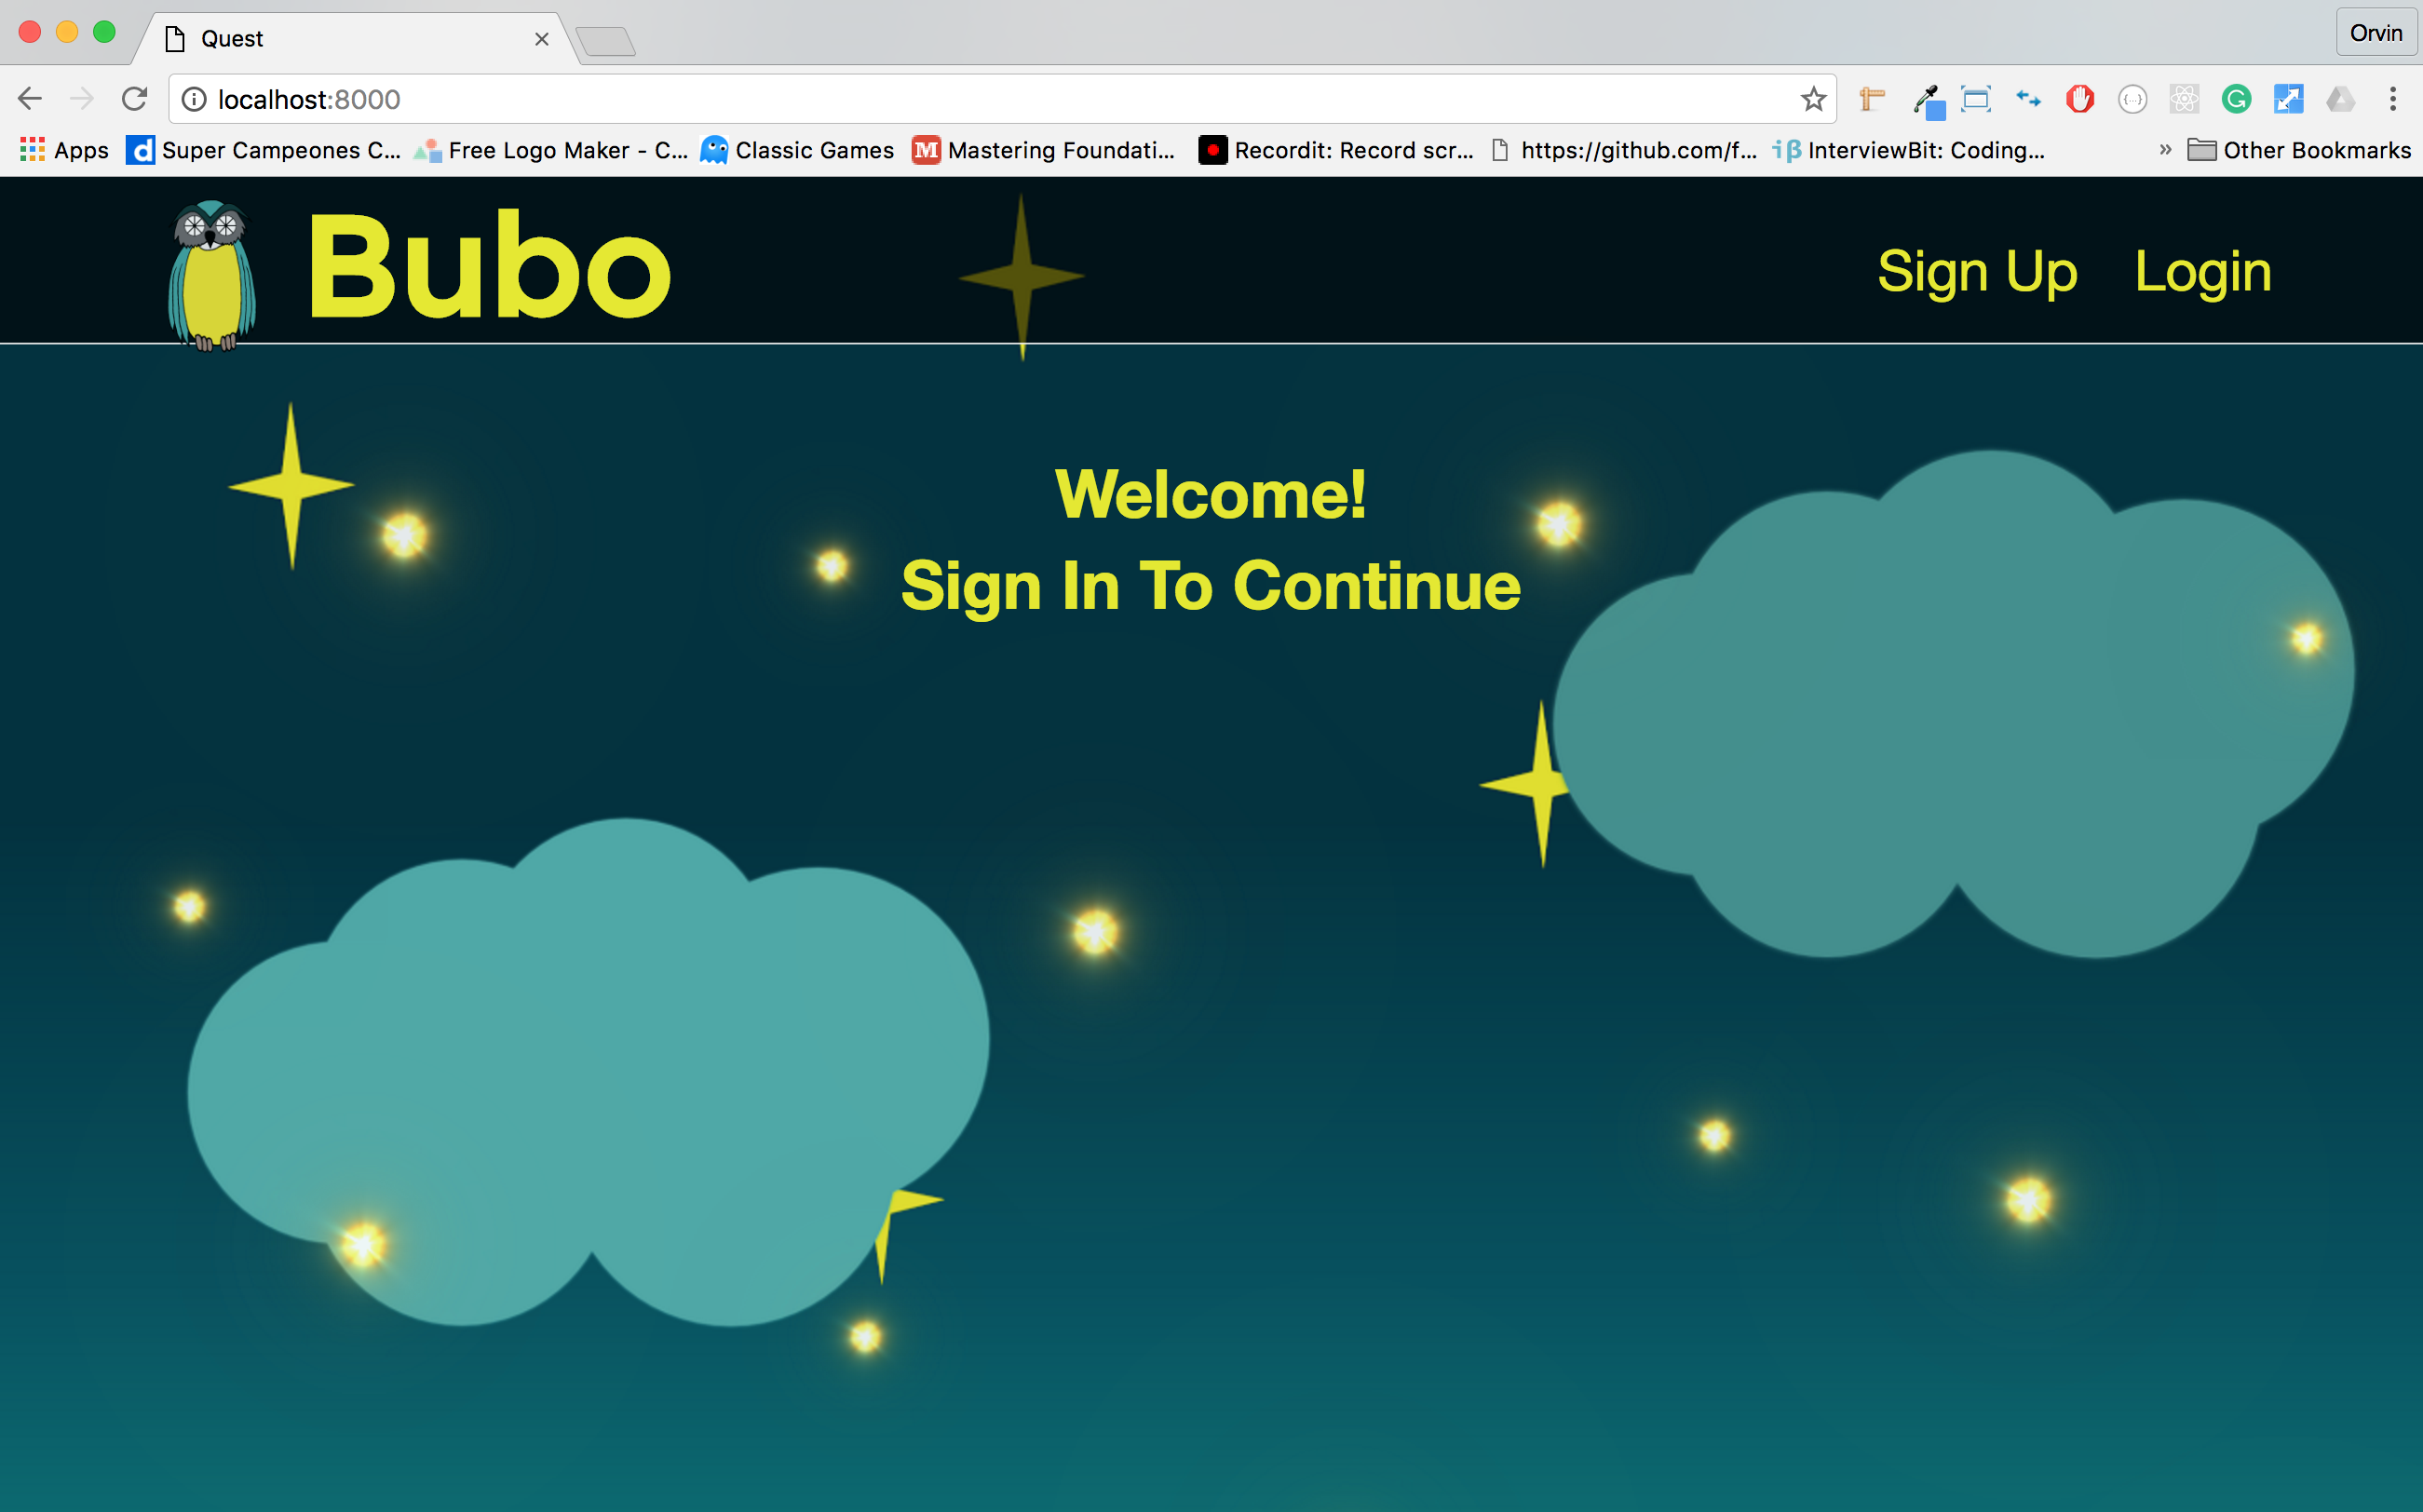 Quest
Orvin
localhost:8000
Apps
Super Campeones C...
Free Logo Maker - C...
Classic Games
M Mastering Foundati...
Recordit: Record scr...
https://github.com/f...
iβ InterviewBit: Coding...
» Other Bookmarks
Bubo
Sign Up
Login
Welcome!
Sign In To Continue